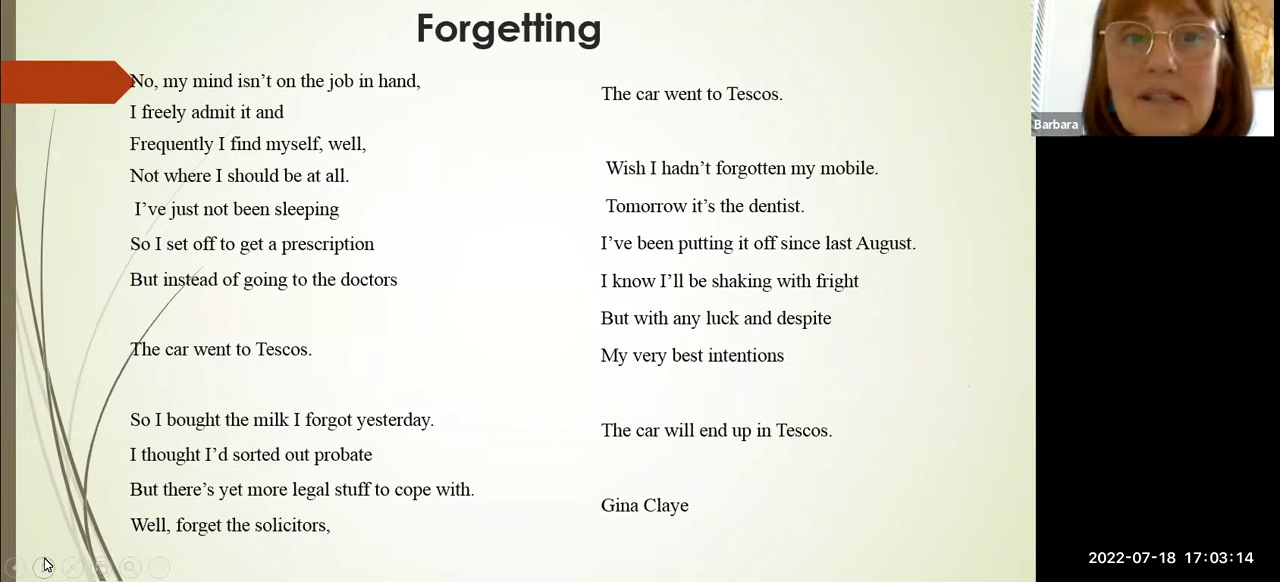 Forgetting
No, my mind isn't on the job in hand,
I freely admit it and
Frequently I find myself, well,
Not where I should be at all.
I've just not been sleeping
So I set off to get a prescription
But instead of going to the doctors
The car went to Tescos.
So I bought the milk I forgot yesterday.
I thought I'd sorted out probate
But there's yet more legal stuff to cope with.
Well, forget the solicitors,
The car went to Tescos.
Wish I hadn't forgotten my mobile.
Tomorrow it's the dentist.
I've been putting it off since last August.
I know I'll be shaking with fright
But with any luck and despite
My very best intentions
The car will end up in Tescos.
Gina Claye
Barbara
2022-07-18 17:03:14